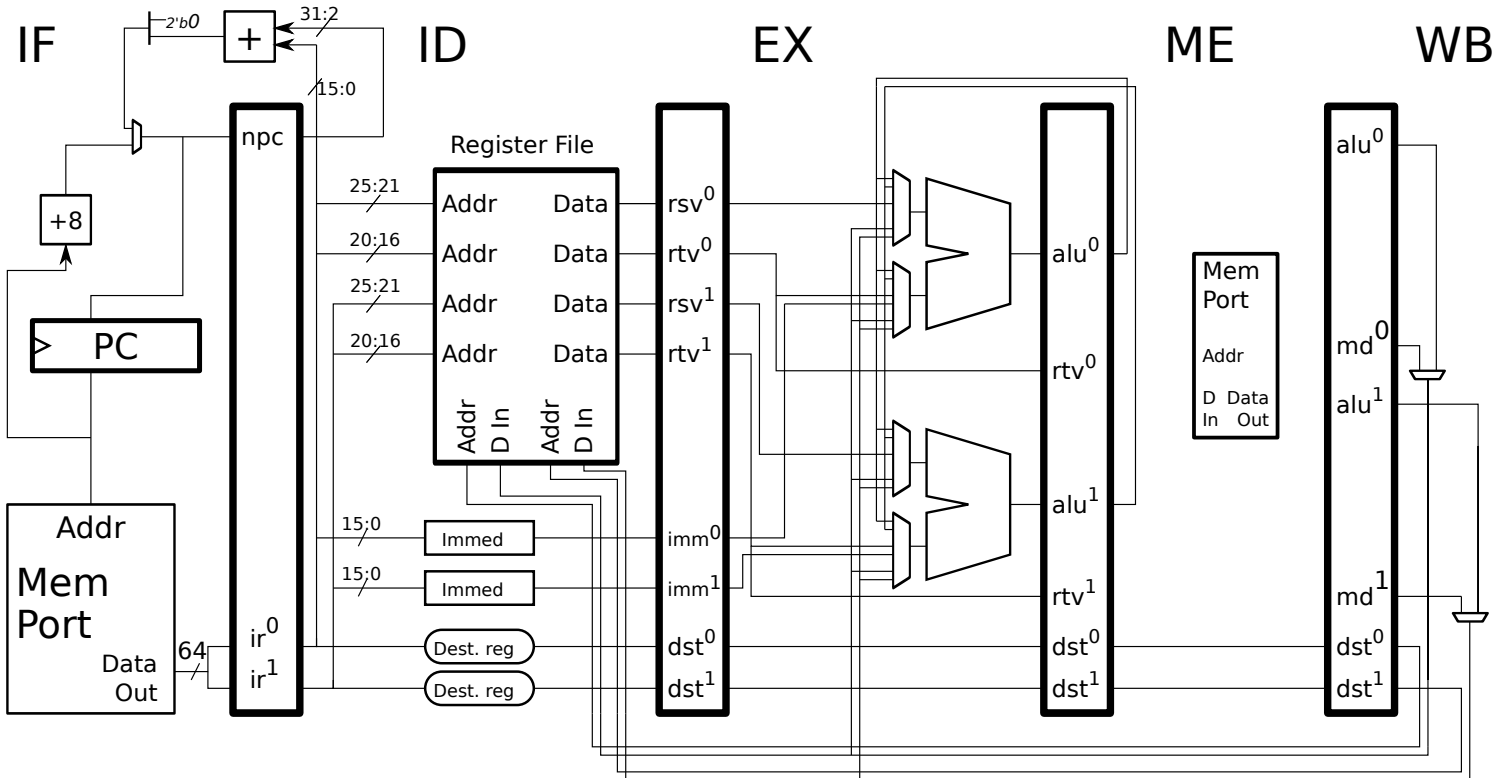 IF
ID
EX
ME
WB
2'b0
+
31:2
15:0
npc
+8
PC
Addr
Mem
Port
Data
Out
64
ir0
ir1
Register File
25:21
Addr
Data
20:16
Addr
Data
25:21
Addr
Data
20:16
Addr
Data
Addr
D In
Addr
D In
15;0
Immed
15;0
Immed
Dest. reg
Dest. reg
rsv0
rtv0
rsv1
rtv1
imm0
imm1
dst0
dst1
alu0
rtv0
alu1
rtv1
dst0
dst1
Mem
Port
Addr
D Data
In Out
alu0
md0
alu1
md1
dst0
dst1